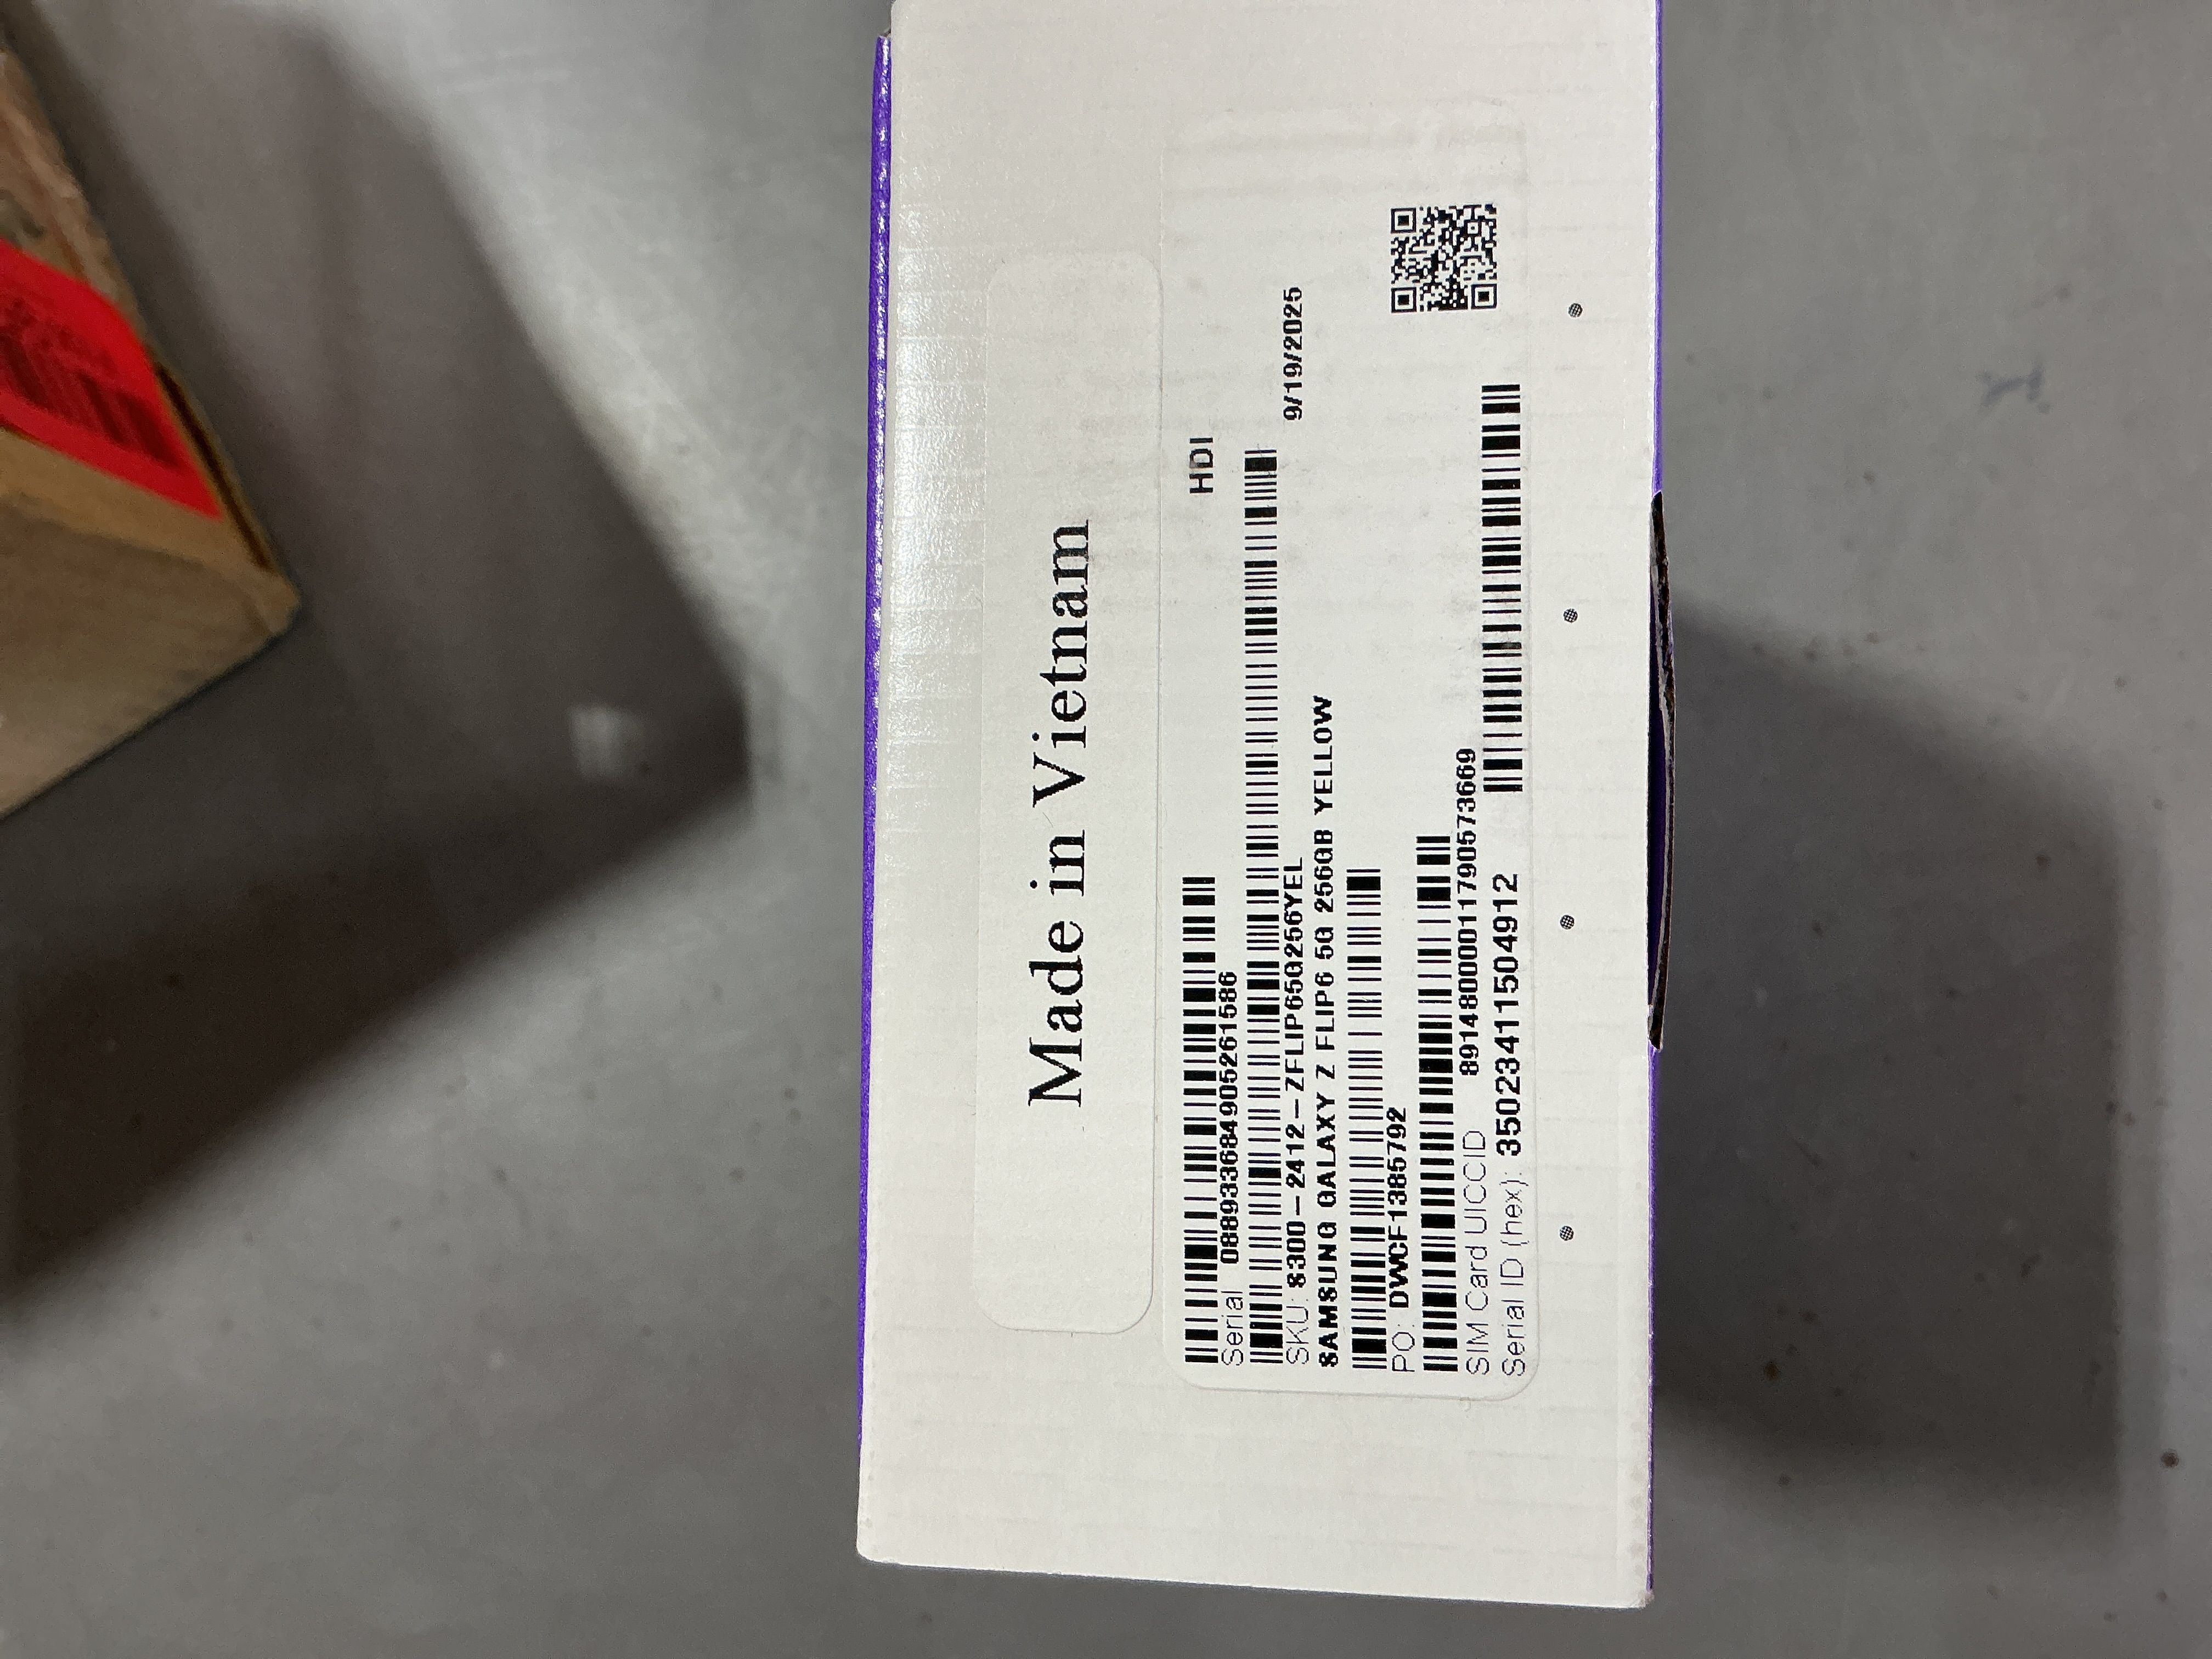 Made in Vietnam
HDI
Serial 088933684905261586
9/19/2025
SKU: 8300-2412-ZFLIP65G256YEL
SAMSUNG GALAXY Z FLIP6 5G 256GB YELLOW
PO: DWCF1385792
SIM Card UICCID 89148000011790573669
Serial ID (hex): 350234115049912